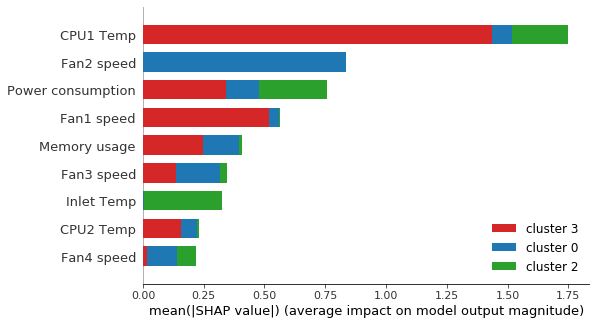 CPU1 Temp
Fan2 speed
Power consumption
Fan1 speed
Memory usage
Fan3 speed
Inlet Temp
CPU2 Temp
Fan4 speed
cluster 3
cluster 0
cluster 2
0.00 0.25 0.50 0.75 1.00 1.25 1.50 1.75
mean(|SHAP value|) (average impact on model output magnitude)